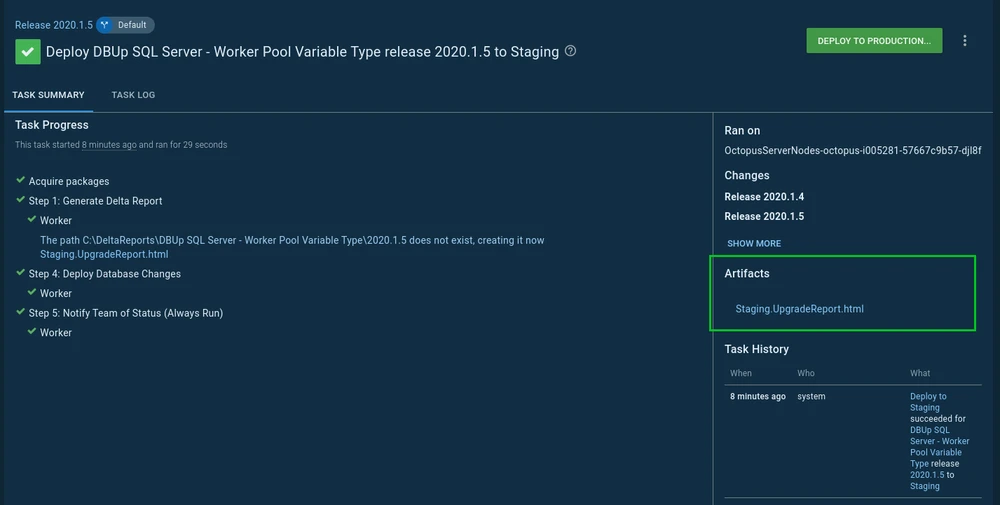 Release 2020.1.5 Default
Deploy DBUp SQL Server - Worker Pool Variable Type release 2020.1.5 to Staging
DEPLOY TO PRODUCTION...
TASK SUMMARY TASK LOG
Task Progress
This task started 8 minutes ago and ran for 29 seconds
Acquire packages
Step 1: Generate Delta Report
Worker
The path C:\DeltaReports\DBUp SQL Server - Worker Pool Variable Type\2020.1.5 does not exist, creating it now
Staging.UpgradeReport.html
Step 4: Deploy Database Changes
Worker
Step 5: Notify Team of Status (Always Run)
Worker
Ran on
OctopusServerNodes-octopus-i005281-57667c9b57-djl8f
Changes
Release 2020.1.4
Release 2020.1.5
SHOW MORE
Artifacts
Staging.UpgradeReport.html
Task History
When Who What
8 minutes ago system Deploy to
Staging
succeeded for
DBUp SQL
Server - Worker
Pool Variable
Type release
2020.1.5 to
Staging